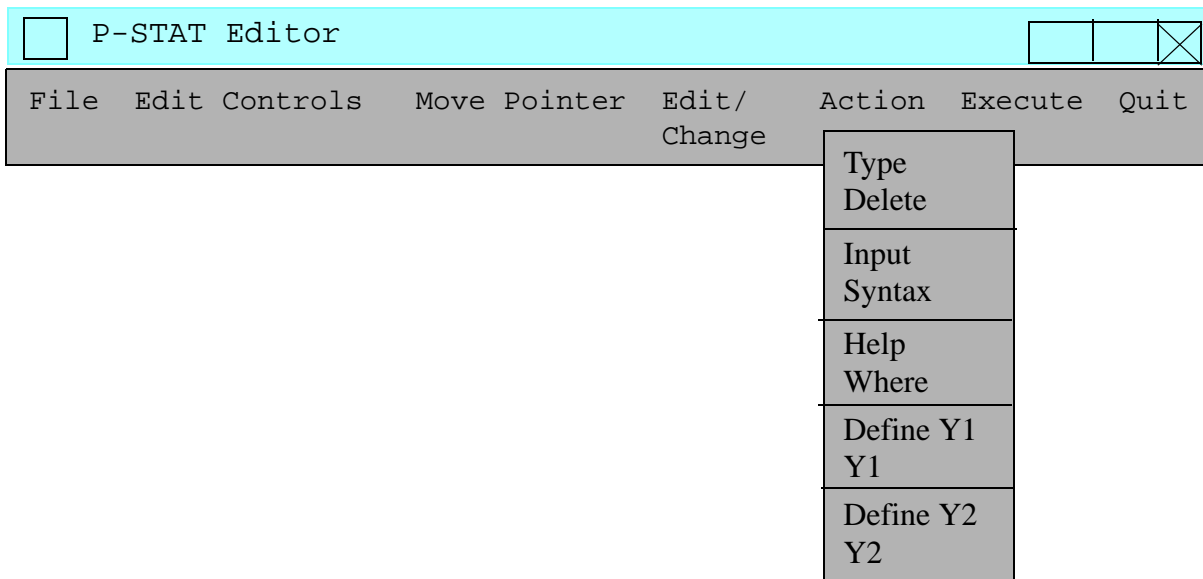 P-STAT Editor
File Edit Controls Move Pointer Edit/ Action Execute Quit
Change
Type
Delete
Input
Syntax
Help
Where
Define Y1
Y1
Define Y2
Y2